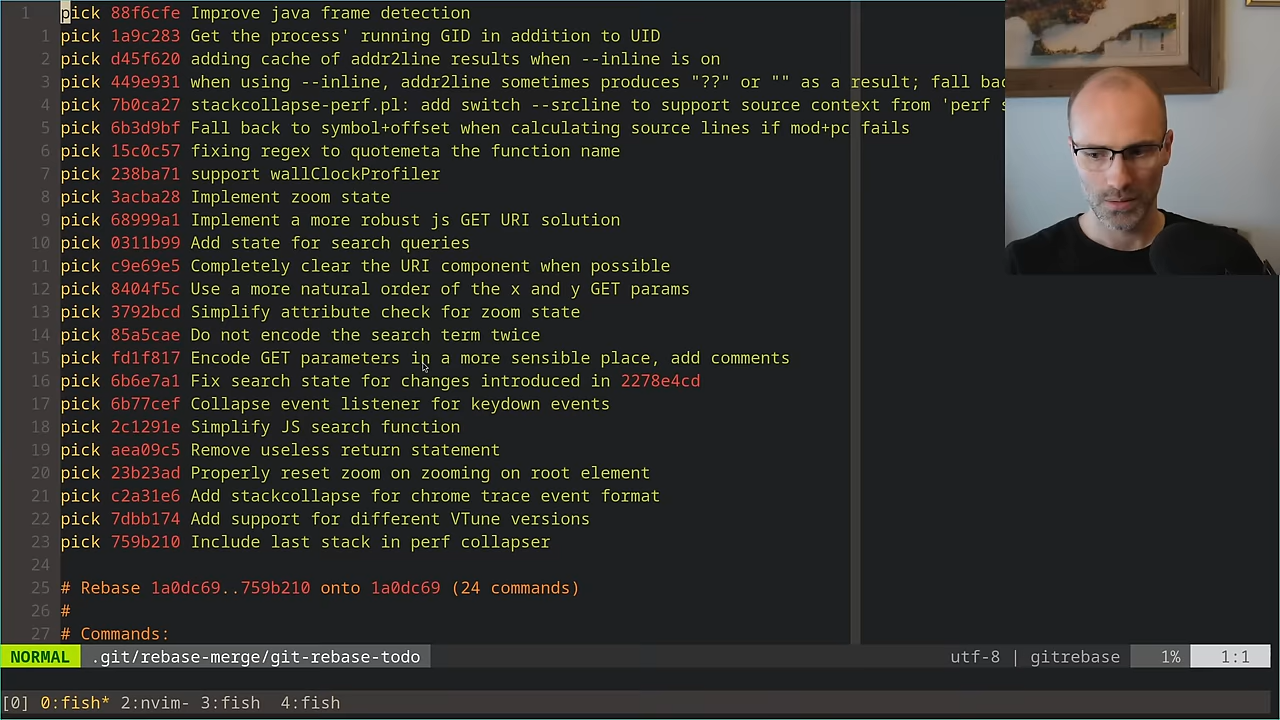 1 pick 88f6cfe Improve java frame detection
1 pick 1a9c283 Get the process' running GID in addition to UID
2 pick d45f620 adding cache of addr2line results when --inline is on
3 pick 449e931 when using --inline, addr2line sometimes produces "??" or "" as a result; fall bac
4 pick 7b0ca27 stackcollapse-perf.pl: add switch --srcline to support source context from 'perf s
5 pick 6b3d9bf Fall back to symbol+offset when calculating source lines if mod+pc fails
6 pick 15c0c57 fixing regex to quotemeta the function name
7 pick 238ba71 support wallClockProfiler
8 pick 3acba28 Implement zoom state
9 pick 68999a1 Implement a more robust js GET URI solution
10 pick 0311b99 Add state for search queries
11 pick c9e69e5 Completely clear the URI component when possible
12 pick 8404f5c Use a more natural order of the x and y GET params
13 pick 3792bcd Simplify attribute check for zoom state
14 pick 85a5cae Do not encode the search term twice
15 pick fd1f817 Encode GET parameters in a more sensible place, add comments
16 pick 6b6e7a1 Fix search state for changes introduced in 2278e4cd
17 pick 6b77cef Collapse event listener for keydown events
18 pick 2c1291e Simplify JS search function
19 pick aea09c5 Remove useless return statement
20 pick 23b23ad Properly reset zoom on zooming on root element
21 pick c2a31e6 Add stackcollapse for chrome trace event format
22 pick 7dbb174 Add support for different VTune versions
23 pick 759b210 Include last stack in perf collapser
24
25 # Rebase 1a0dc69..759b210 onto 1a0dc69 (24 commands)
26 #
27 # Commands:
NORMAL .git/rebase-merge/git-rebase-todo utf-8 | gitrebase 1% 1:1
[0] 0:fish* 2:nvim- 3:fish 4:fish